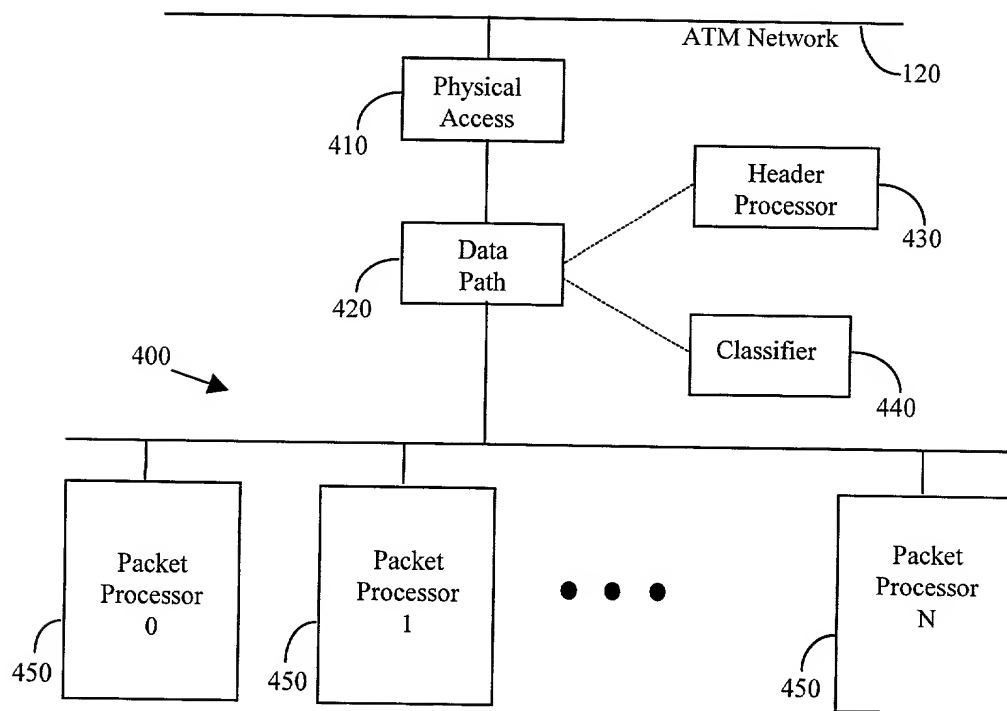 ATM Network
120
Physical
Access
410
Header
Processor
430
Data
Path
420
Classifier
440
400
Packet
Processor
0
450
Packet
Processor
1
450
Packet
Processor
N
450